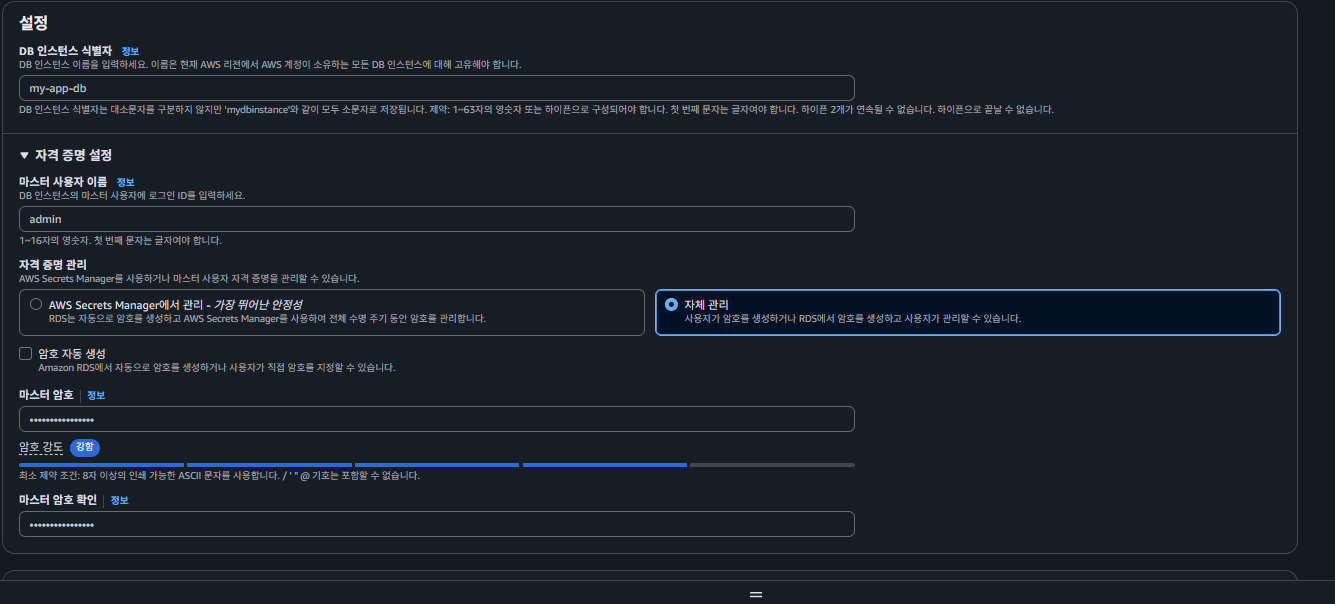 설정
DB 인스턴스 식별자 정보
DB 인스턴스 이름을 입력하세요. 이름은 현재 AWS 리전에서 AWS 계정이 소유하는 모든 DB 인스턴스에 대해 고유해야 합니다.
my-app-db
DB 인스턴스 식별자는 대소문자를 구분하지 않지만 'mydbinstance'와 같이 모두 소문자로 저장됩니다. 제약: 1~63자의 영숫자 또는 하이픈으로 구성되어야 합니다. 첫 번째 문자는 글자여야 합니다. 하이픈 2개가 연속될 수 없습니다. 하이픈으로 끝날 수 없습니다.
▼ 자격 증명 설정
마스터 사용자 이름 정보
DB 인스턴스의 마스터 사용자에 로그인 ID를 입력하세요.
admin
1~16자의 영숫자. 첫 번째 문자는 글자여야 합니다.
자격 증명 관리
AWS Secrets Manager를 사용하거나 마스터 사용자 자격 증명을 관리할 수 있습니다.
AWS Secrets Manager에서 관리 - 가장 뛰어난 안정성
RDS는 자동으로 암호를 생성하고 AWS Secrets Manager를 사용하여 전체 수명 주기 동안 암호를 관리합니다.
자체 관리
사용자가 암호를 생성하거나 RDS에서 암호를 생성하고 사용자가 관리할 수 있습니다.
암호 자동 생성
Amazon RDS에서 자동으로 암호를 생성하거나 사용자가 직접 암호를 지정할 수 있습니다.
마스터 암호 | 정보
••••••••••••••••
암호 강도 강함
최소 제약 조건: 8자 이상의 인쇄 가능한 ASCII 문자를 사용합니다. / ' " @ 기호는 포함할 수 없습니다.
마스터 암호 확인 | 정보
••••••••••••••••